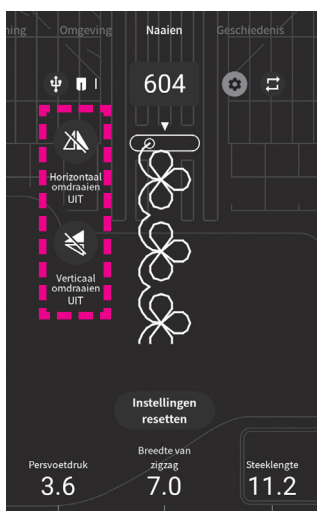 ning Omgeving Naaien Geschiedenis
604
Horizontaal
omdraaien
UIT
Verticaal
omdraaien
UIT
Instellingen
resetten
Persvoetdruk
3.6
Breedte van
zigzag
7.0
Steeklengte
11.2